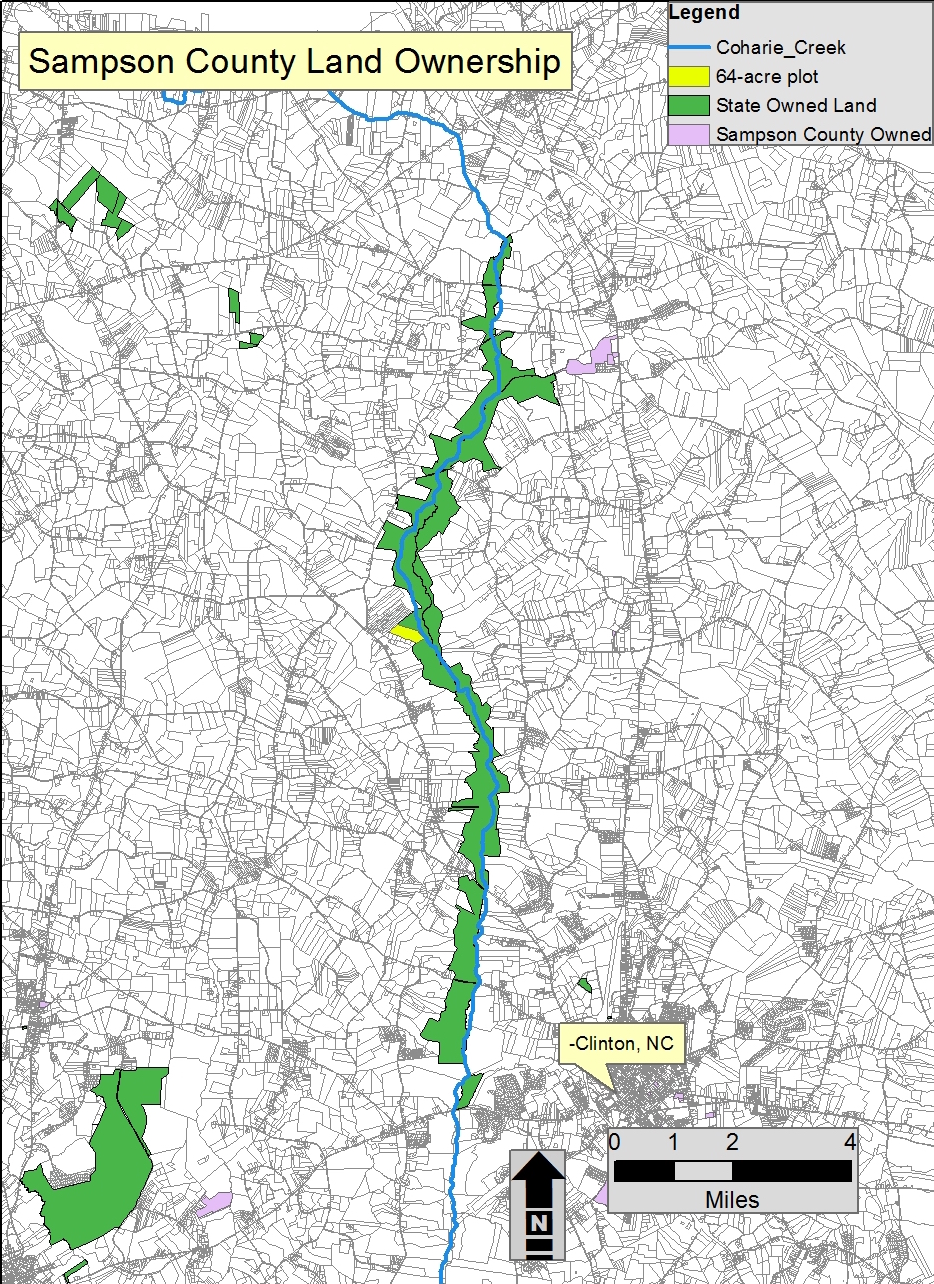 Legend
Sampson County Land Ownership
Coharie_Creek
64-acre plot
State Owned Land
Sampson County Owned
-Clinton, NC
0 1 2 4
Miles
N